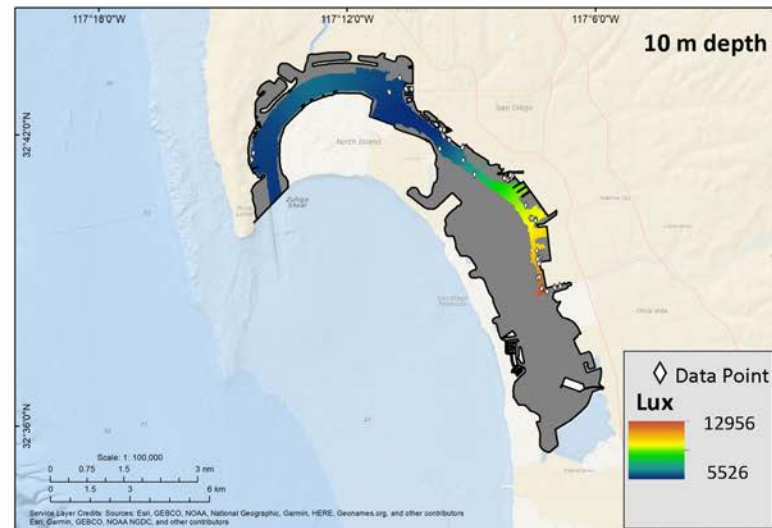 117°18'0"W 117°12'0"W 117°6'0"W
10 m depth
San Diego
32°42'0"N
North Island
Zuñiga
Shoal
Chula Vista
Data Point
Lux
12956
5526
32°36'0"N
Scale: 1: 100,000
0 0.75 1.5 3 nm
0 1.5 3 6 km
Service Layer Credits: Sources: Esri, GEBCO, NOAA, National Geographic, Garmin, HERE, Geonames.org, and other contributors
Esri, Garmin, GEBCO, NOAA NGDC, and other contributors